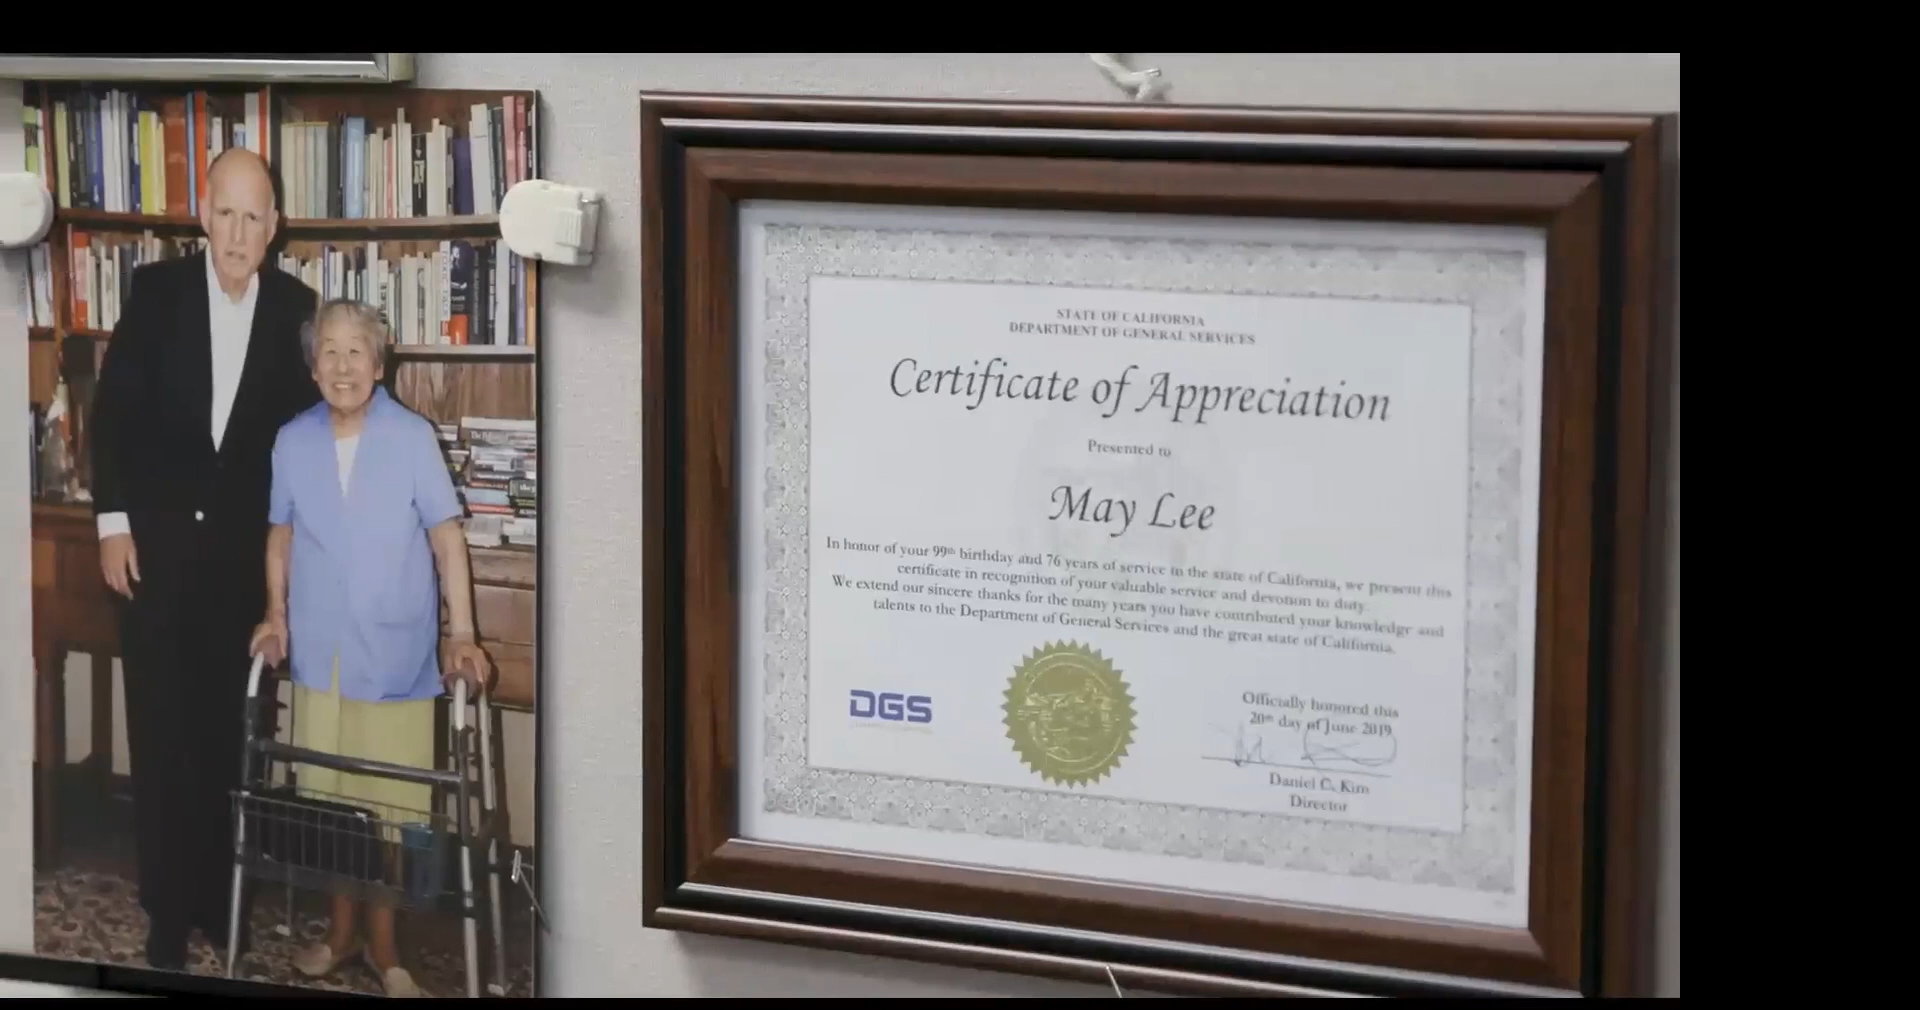 STATE OF CALIFORNIA
DEPARTMENT OF GENERAL SERVICES
Certificate of Appreciation
Presented to
May Lee
In honor of your 99th birthday and 76 years of service to the state of California, we present this
certificate in recognition of your valuable service and devotion to duty.
We extend our sincere thanks for the many years you have contributed your knowledge and
talents to the Department of General Services and the great state of California.
DGS
Officially honored this
20th day of June 2019
Daniel C. Kim
Director